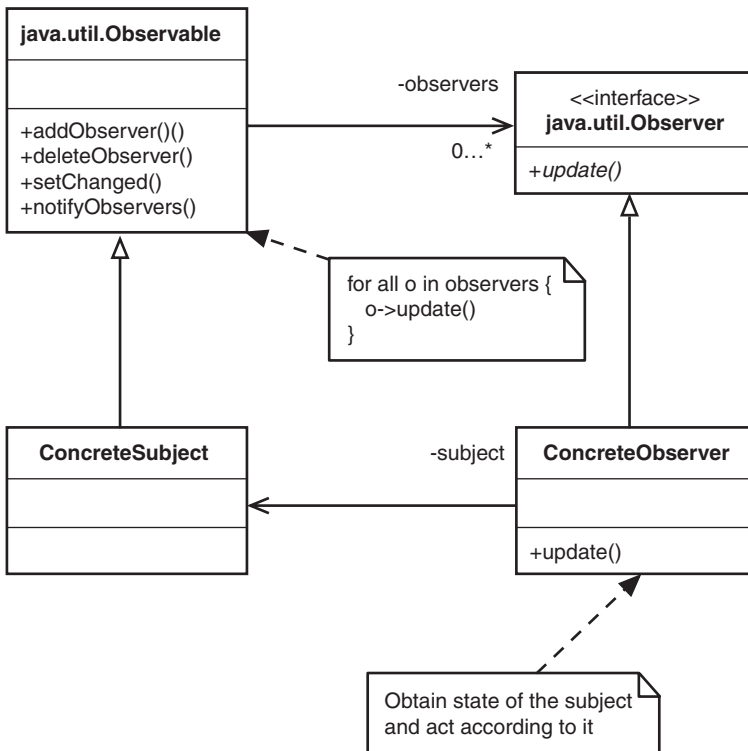 java.util.Observable
+addObserver()()
+deleteObserver()
+setChanged()
+notifyObservers()
-observers
0...*
<<interface>>
java.util.Observer
+update()
for all o in observers {
o->update()
}
ConcreteSubject
-subject
ConcreteObserver
+update()
Obtain state of the subject
and act according to it